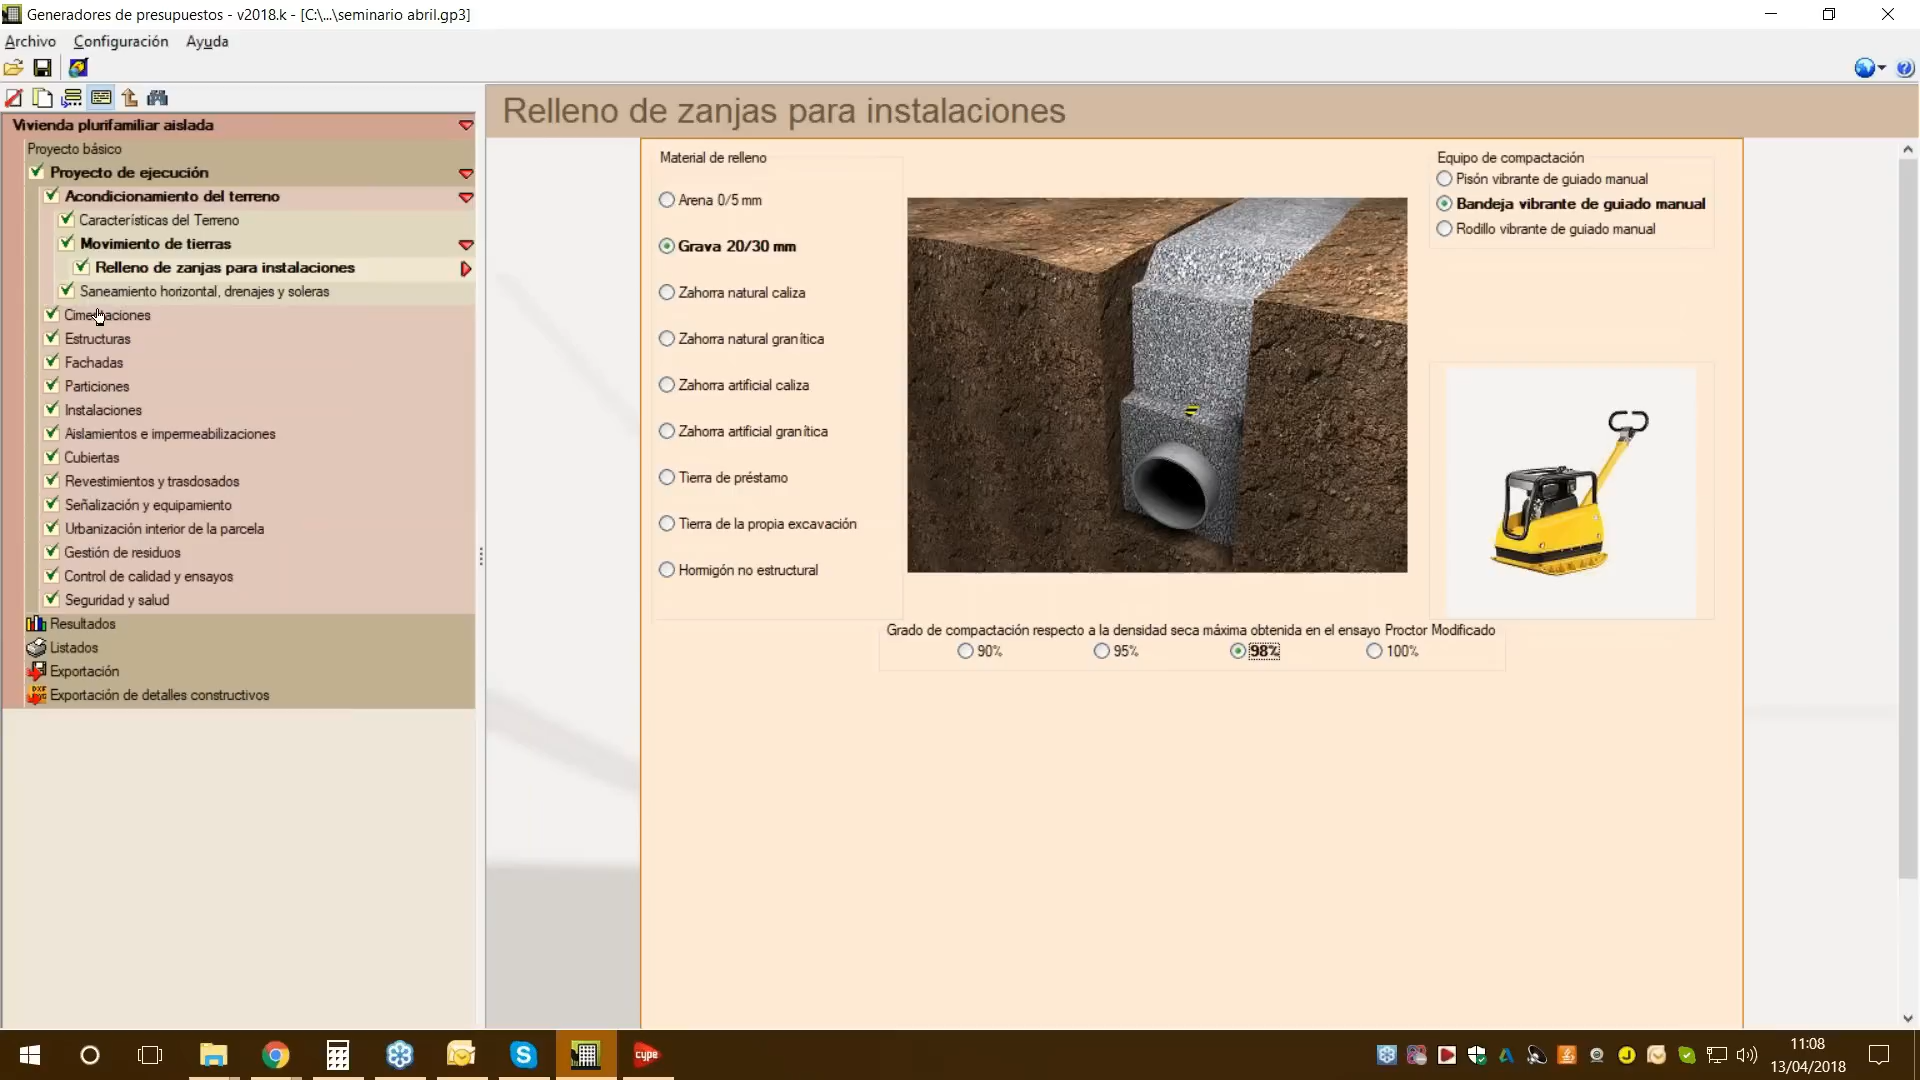 Generadores de presupuestos - v2018.k - [C:\...\seminario abril.gp3]
Archivo Configuración Ayuda
Vivienda plurifamiliar aislada
Proyecto básico
Proyecto de ejecución
Acondicionamiento del terreno
Características del Terreno
Movimiento de tierras
Relleno de zanjas para instalaciones
Saneamiento horizontal, drenajes y soleras
Cimentaciones
Estructuras
Fachadas
Particiones
Instalaciones
Aislamientos e impermeabilizaciones
Cubiertas
Revestimientos y trasdosados
Señalización y equipamiento
Urbanización interior de la parcela
Gestión de residuos
Control de calidad y ensayos
Seguridad y salud
Resultados
Listados
Exportación
Exportación de detalles constructivos
Relleno de zanjas para instalaciones
Material de relleno
Arena 0/5 mm
Grava 20/30 mm
Zahorra natural caliza
Zahorra natural granítica
Zahorra artificial caliza
Zahorra artificial granítica
Tierra de préstamo
Tierra de la propia excavación
Hormigón no estructural
Equipo de compactación
Pisón vibrante de guiado manual
Bandeja vibrante de guiado manual
Rodillo vibrante de guiado manual
Grado de compactación respecto a la densidad seca máxima obtenida en el ensayo Proctor Modificado
90% 95% 98% 100%
cype
11:08
13/04/2018